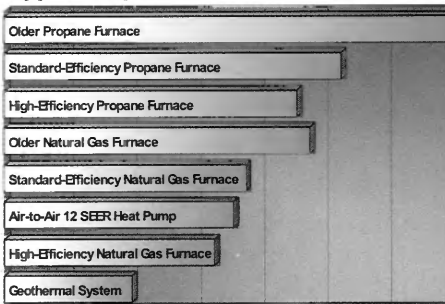 Older Propane Furnace
Standard-Efficiency Propane Furnace
High-Efficiency Propane Furnace
Older Natural Gas Furnace
Standard-Efficiency Natural Gas Furnace
Air-to-Air 12 SEER Heat Pump
High-Efficiency Natural Gas Furnace
Geothermal System